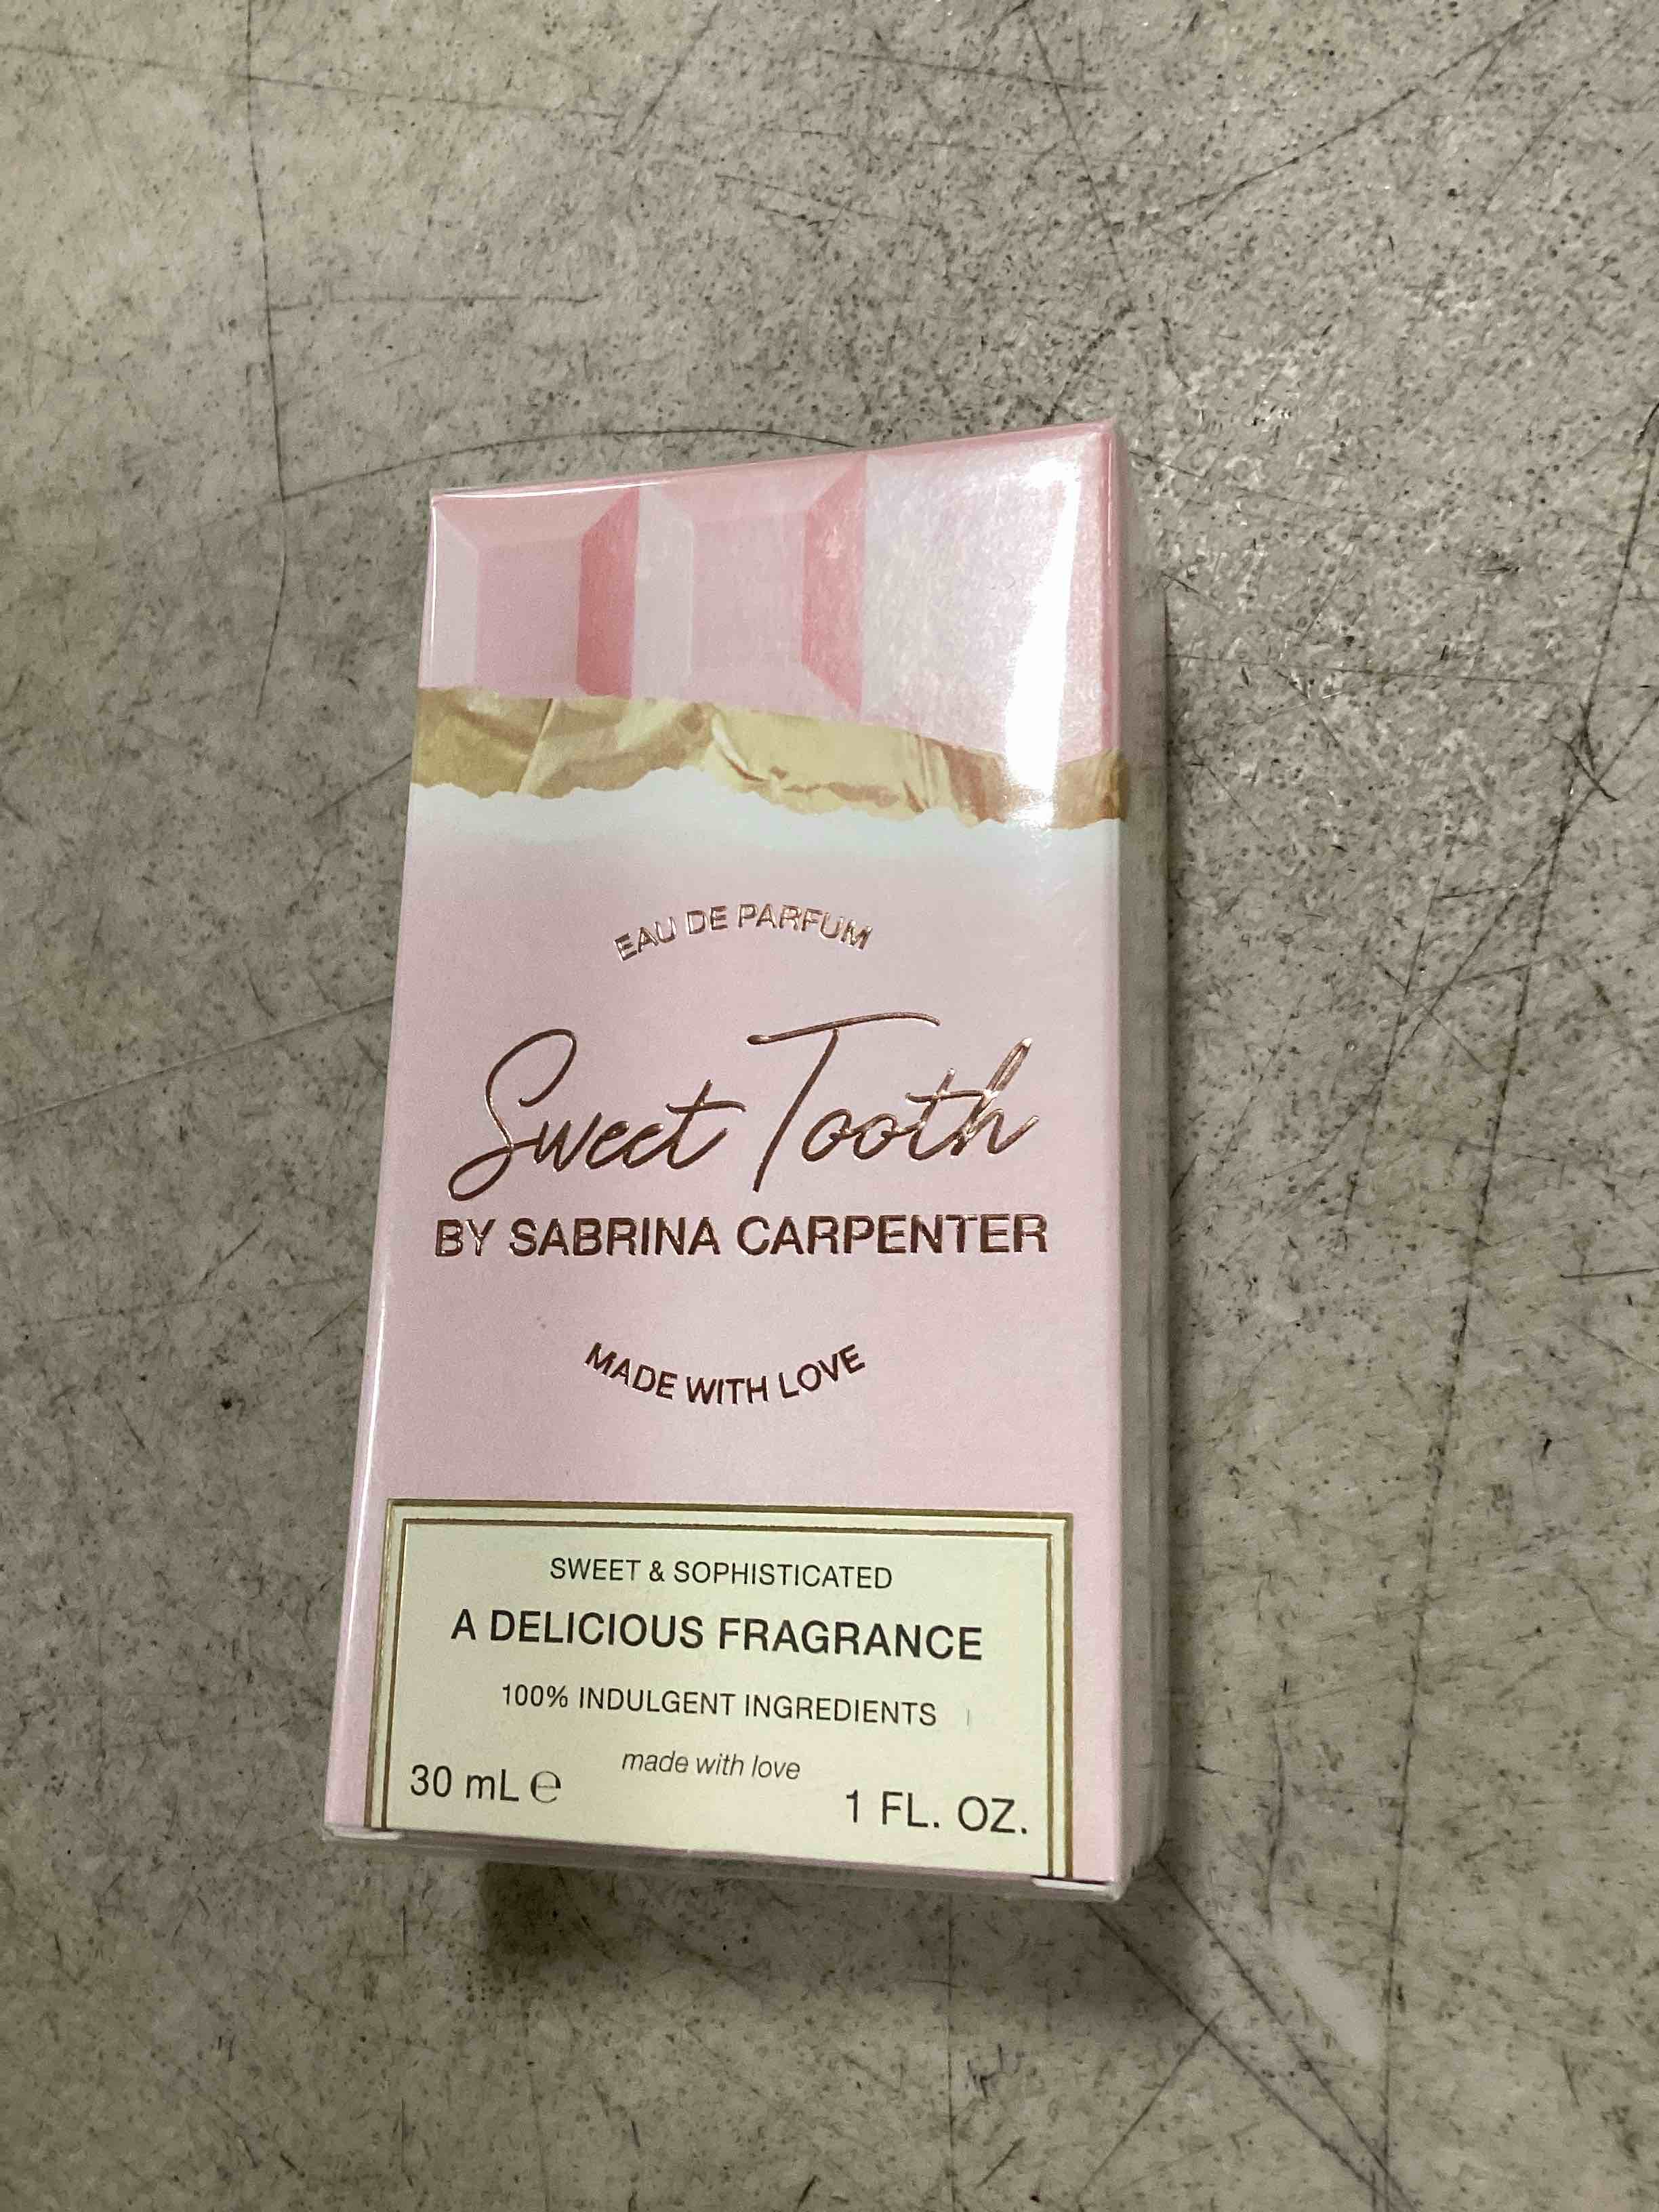 EAU DE PARFUM
Sweet Tooth
BY SABRINA CARPENTER
MADE WITH LOVE
SWEET & SOPHISTICATED
A DELICIOUS FRAGRANCE
100% INDULGENT INGREDIENTS
made with love
30 mL ℮ 1 FL. OZ.